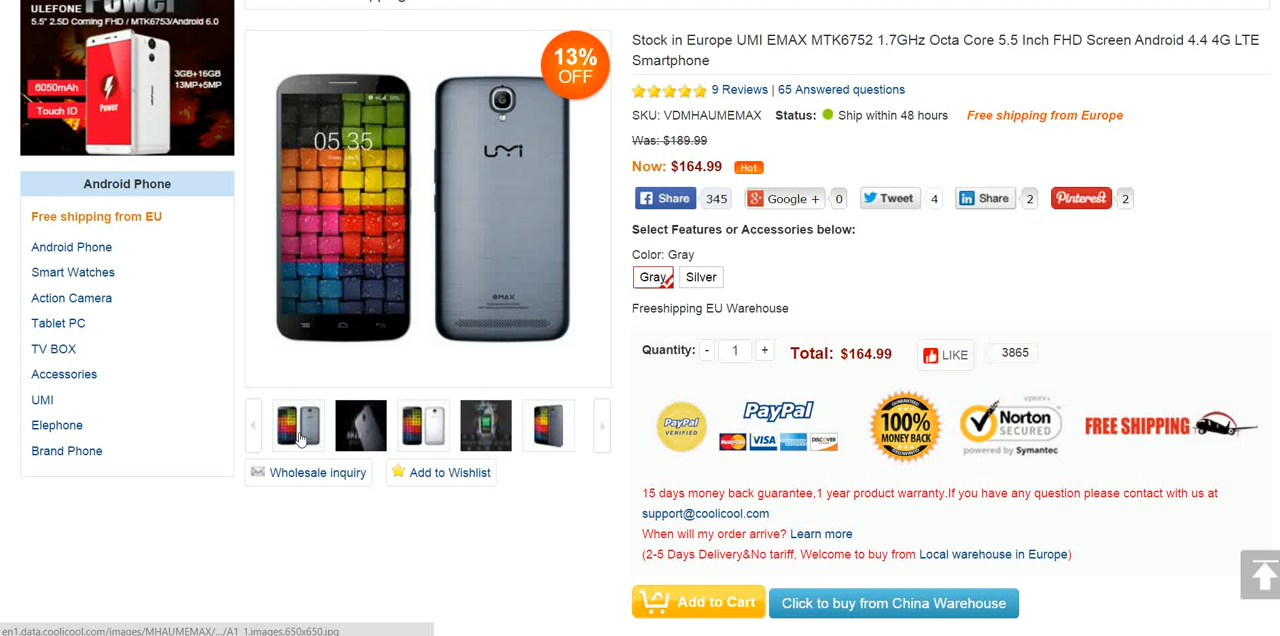 ULEFONE Power
5.5" 2.5D Corning FHD / MTK6753/Android 6.0
3GB+16GB
13MP+5MP
6050mAh
Touch ID
Power
Android Phone
Free shipping from EU
Android Phone
Smart Watches
Action Camera
Tablet PC
TV BOX
Accessories
UMI
Elephone
Brand Phone
13%
OFF
05:35
UMI
EMAX
Wholesale inquiry
Add to Wishlist
Stock in Europe UMI EMAX MTK6752 1.7GHz Octa Core 5.5 Inch FHD Screen Android 4.4 4G LTE
Smartphone
9 Reviews | 65 Answered questions
SKU: VDMHAUMEMAX Status: Ship within 48 hours Free shipping from Europe
Was: $189.99
Now: $164.99 Hot
Share 345 Google + 0 Tweet 4 Share 2 Pinterest 2
Select Features or Accessories below:
Color: Gray
Gray Silver
Freeshipping EU Warehouse
Quantity: - 1 + Total: $164.99 LIKE 3865
PayPal VERIFIED
PayPal
MasterCard VISA DISCOVER
100%
MONEY BACK
Norton
SECURED
powered by Symantec
FREE SHIPPING
15 days money back guarantee,1 year product warranty.If you have any question please contact with us at
support@coolicool.com
When will my order arrive? Learn more
(2-5 Days Delivery&No tariff, Welcome to buy from Local warehouse in Europe)
Add to Cart Click to buy from China Warehouse
en1.data.coolicool.com/images/MHAUMEMAX/.../A1_1.images.650x650.jpg